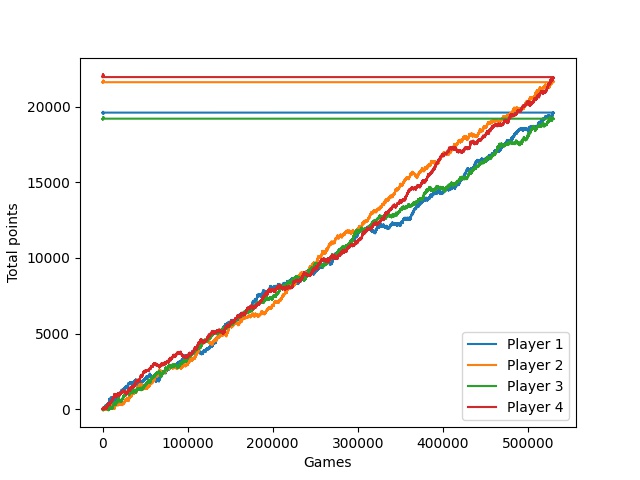 Total points
20000
15000
10000
5000
0
0
100000
200000
300000
400000
500000
Games
Player 1
Player 2
Player 3
Player 4